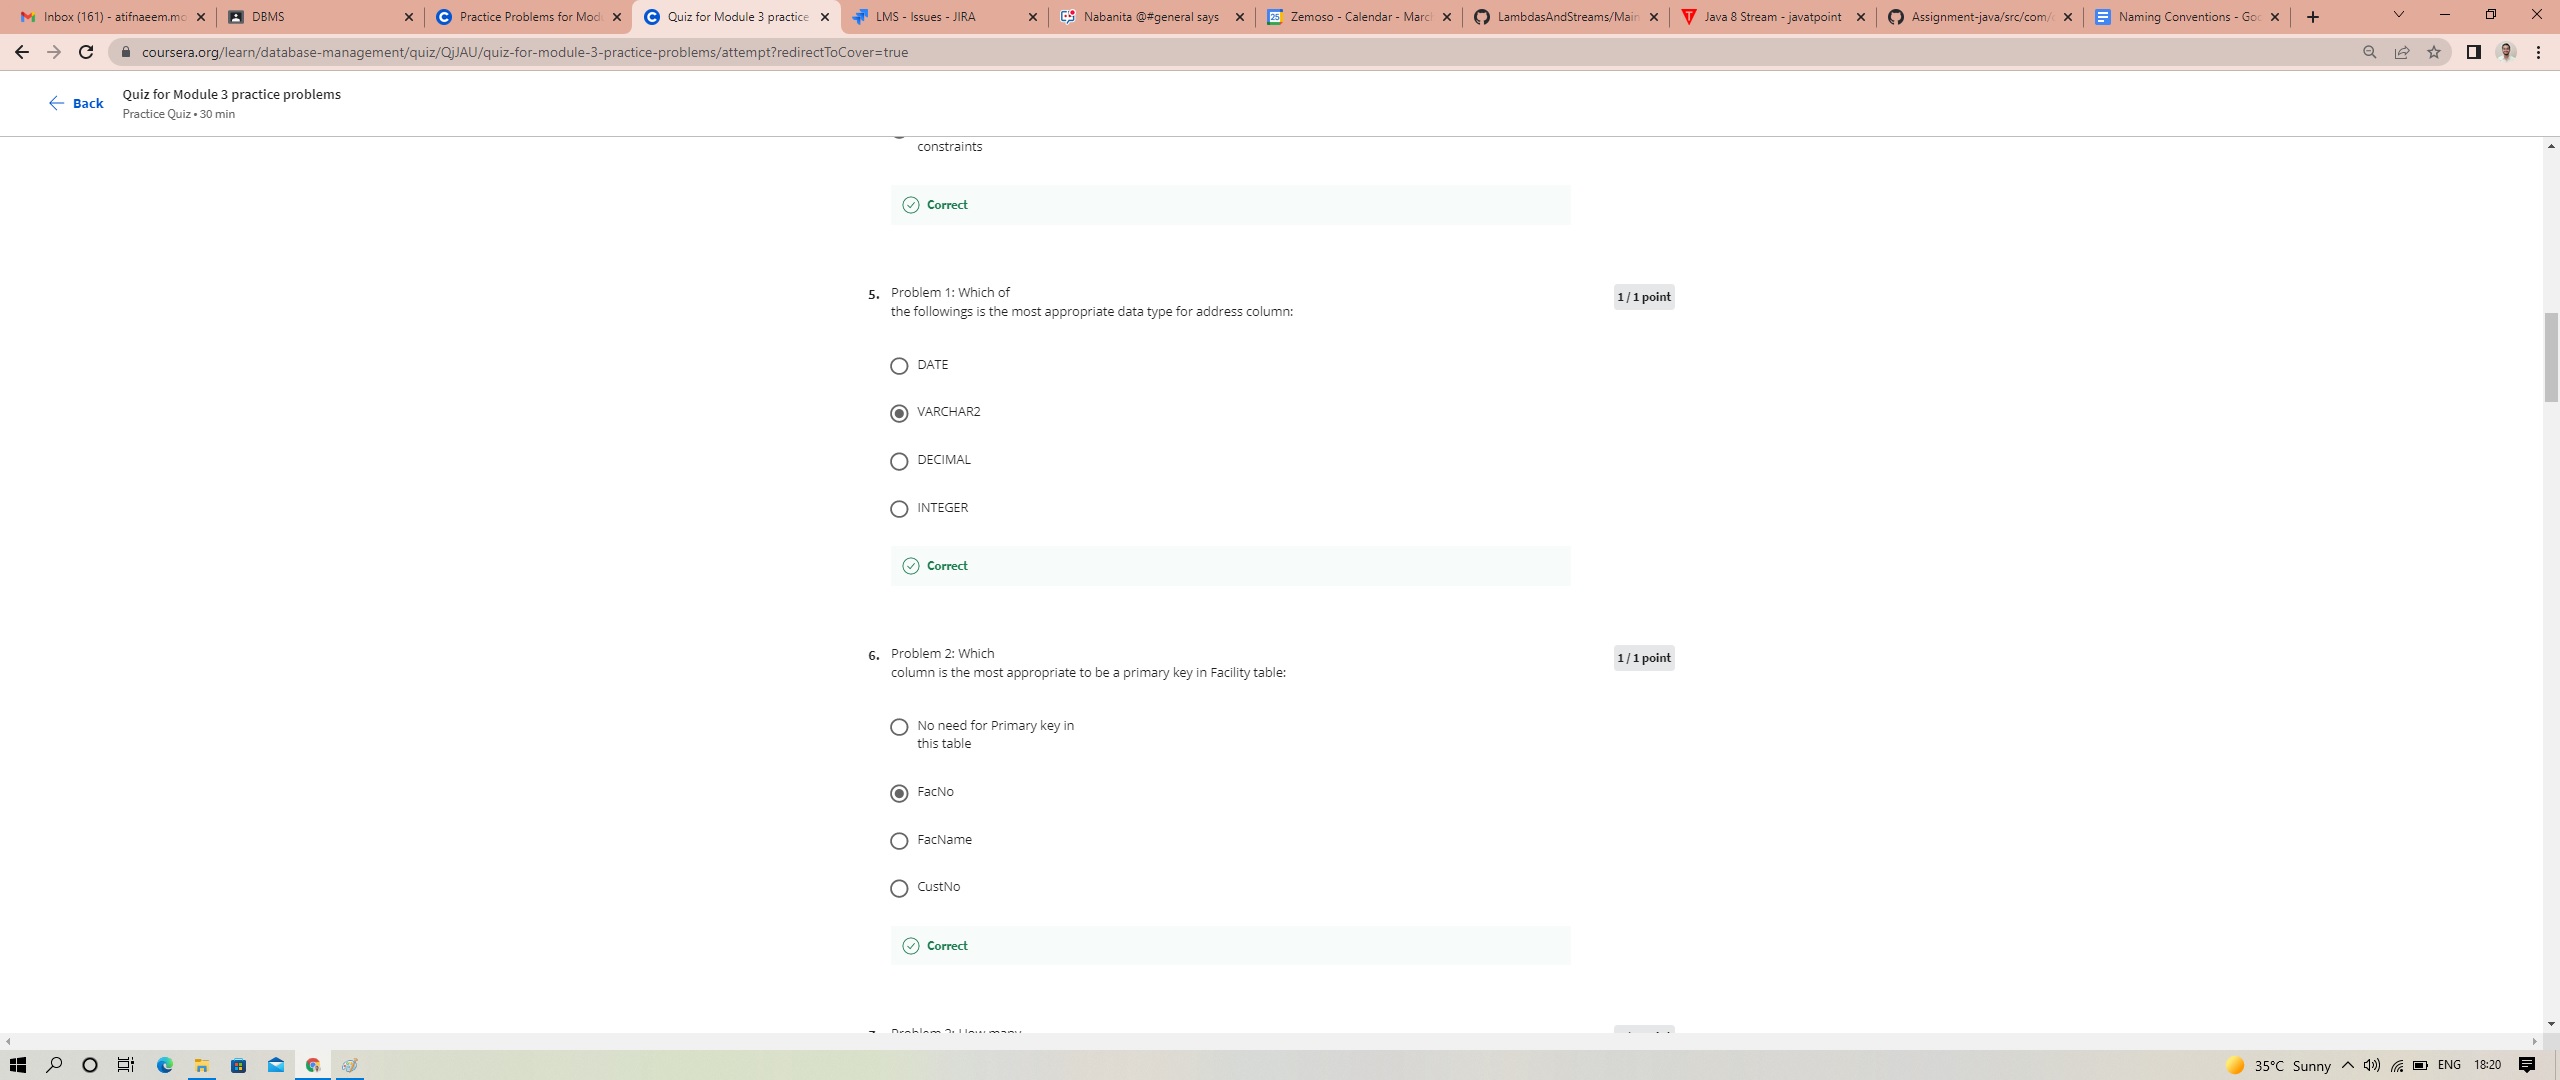 Inbox (161) - atifnaeem.mo
DBMS
Practice Problems for Mod
Quiz for Module 3 practice
LMS - Issues - JIRA
Nabanita @#general says
Zemoso - Calendar - March
LambdasAndStreams/Main
Java 8 Stream - javatpoint
Assignment-java/src/com/
Naming Conventions - Goo
coursera.org/learn/database-management/quiz/QjJAU/quiz-for-module-3-practice-problems/attempt?redirectToCover=true
Back
Quiz for Module 3 practice problems
Practice Quiz • 30 min
constraints
Correct
5. Problem 1: Which of
the followings is the most appropriate data type for address column:
1 / 1 point
DATE
VARCHAR2
DECIMAL
INTEGER
Correct
6. Problem 2: Which
column is the most appropriate to be a primary key in Facility table:
1 / 1 point
No need for Primary key in
this table
FacNo
FacName
CustNo
Correct
Problem 2: How many
35°C Sunny
ENG
18:20